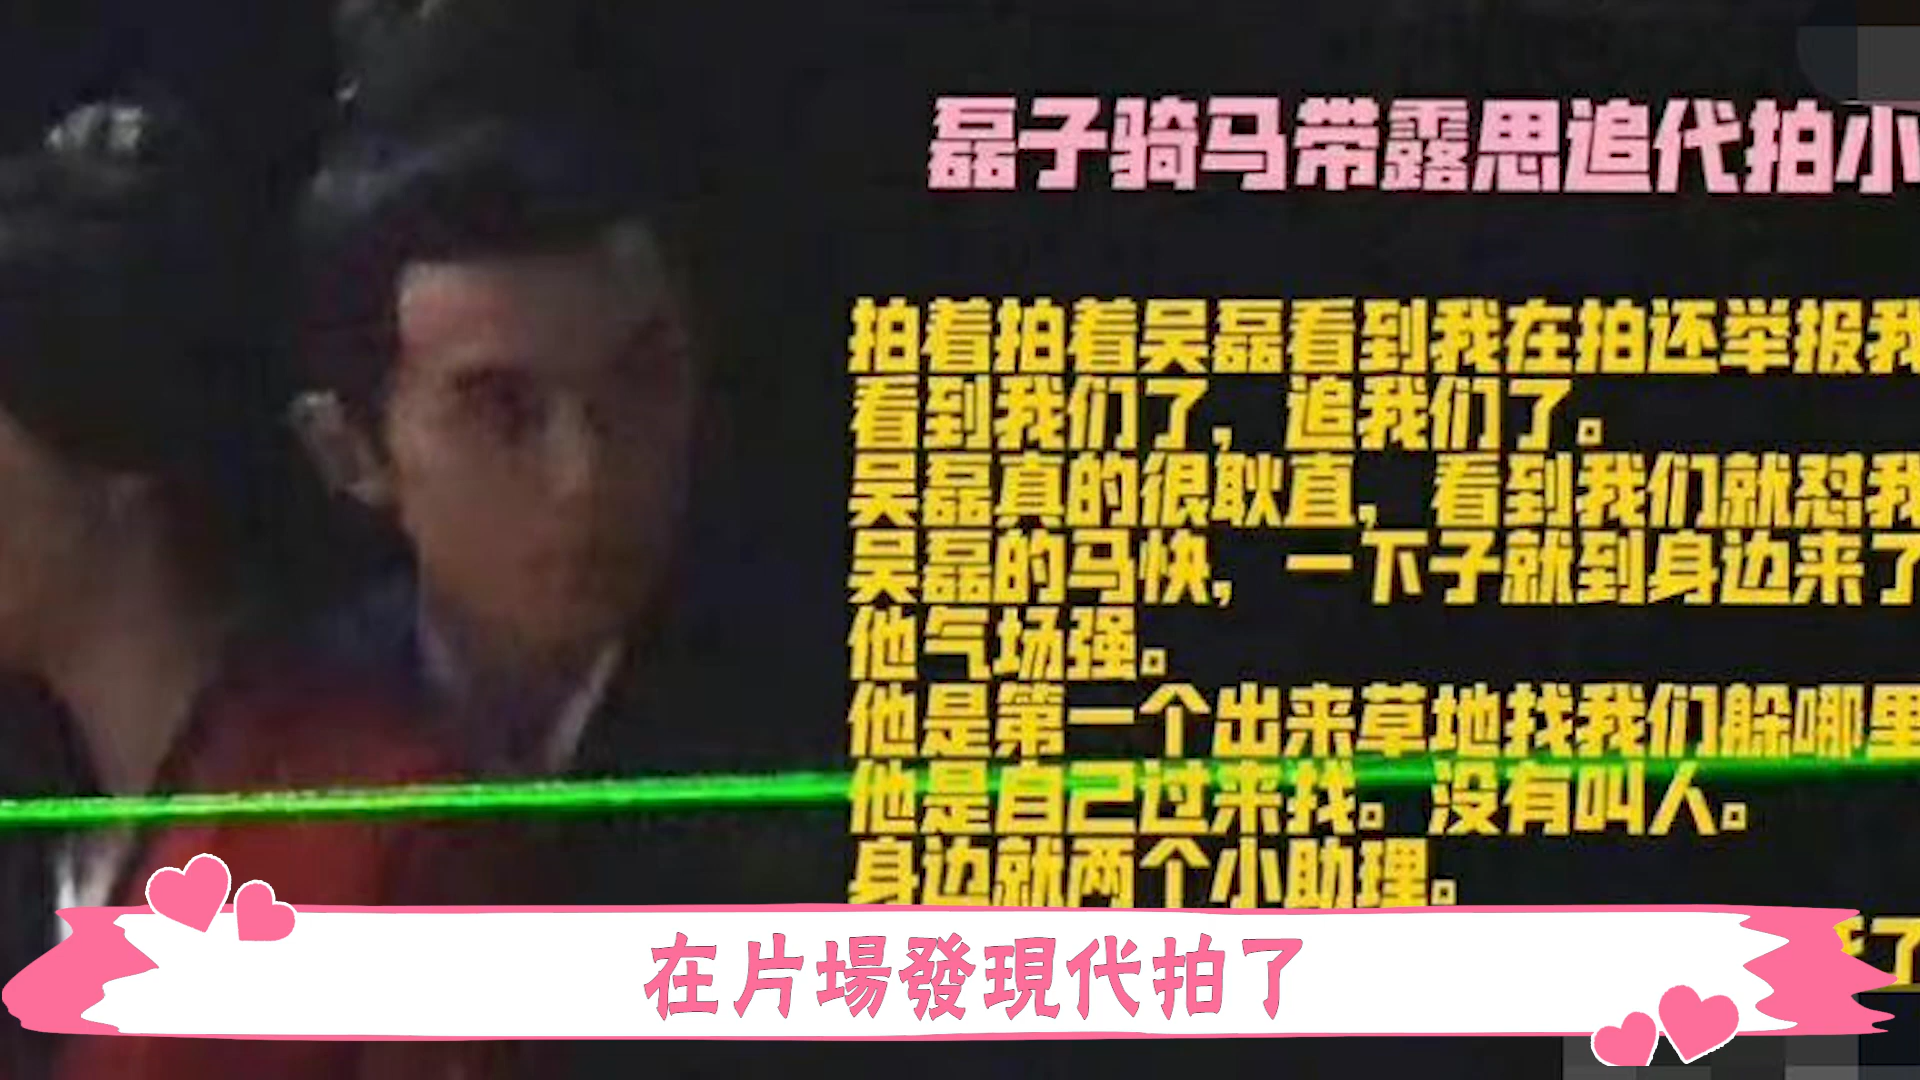 磊子骑马带露思追代拍小
拍着拍着吴磊看到我在拍还举报我
看到我们了，追我们了。
吴磊真的很耿直，看到我们就怼我
吴磊的马快，一下子就到身边来了
他气场强。
他是第一个出来草地找我们躲哪里
他是自己过来找。没有叫人。
身边就两个小助理。
了
在片場發現代拍了